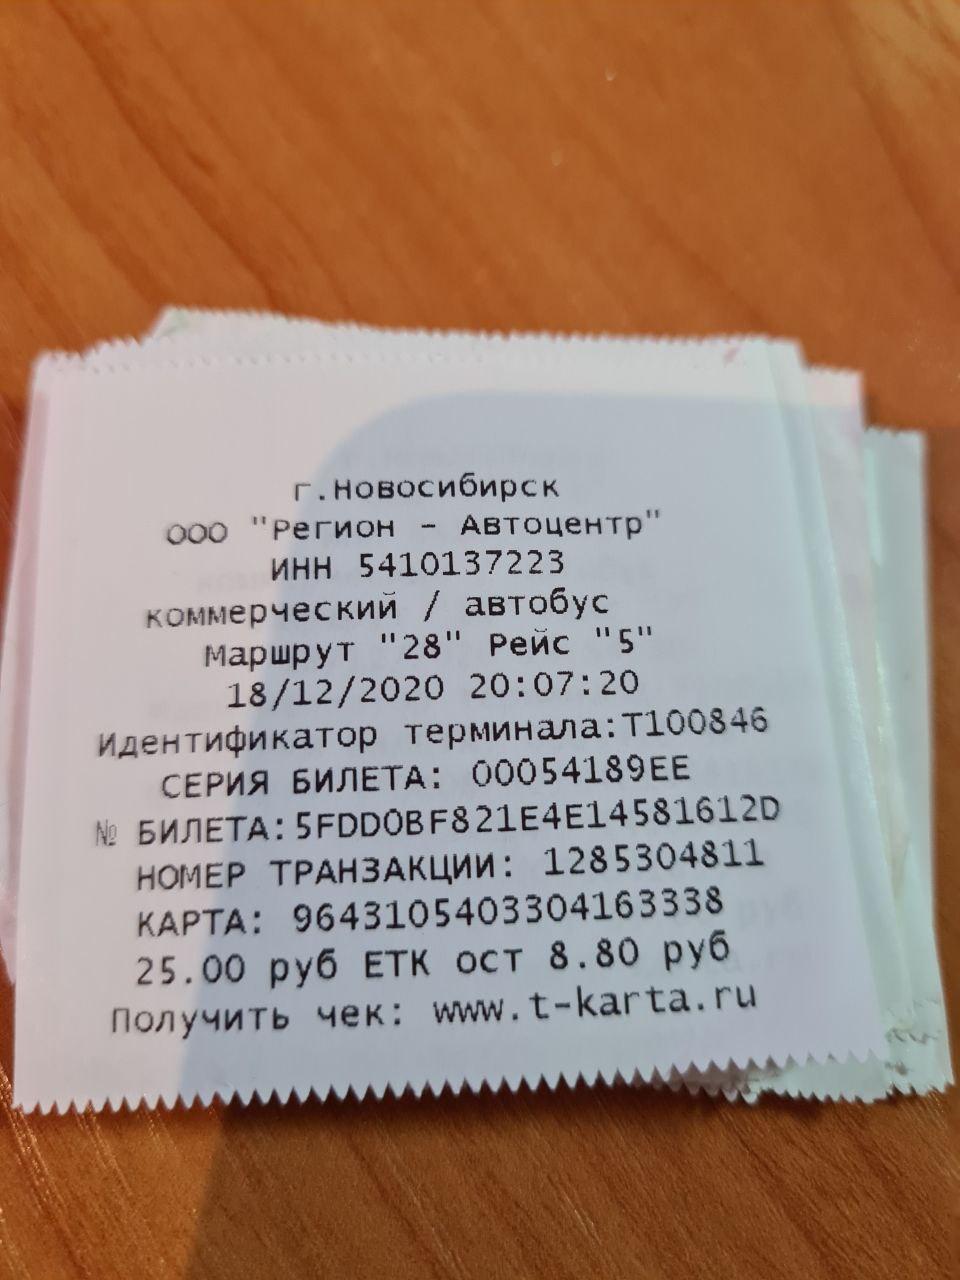 г.Новосибирск
ООО "Регион - Автоцентр"
ИНН 5410137223
коммерческий / автобус
Маршрут "28" Рейс "5"
18/12/2020 20:07:20
Идентификатор терминала:T100846
СЕРИЯ БИЛЕТА: 00054189EE
№ БИЛЕТА:5FDD0BF821E4E14581612D
НОМЕР ТРАНЗАКЦИИ: 1285304811
КАРТА: 9643105403304163338
25.00 руб ЕТК ост 8.80 руб
Получить чек: www.t-karta.ru